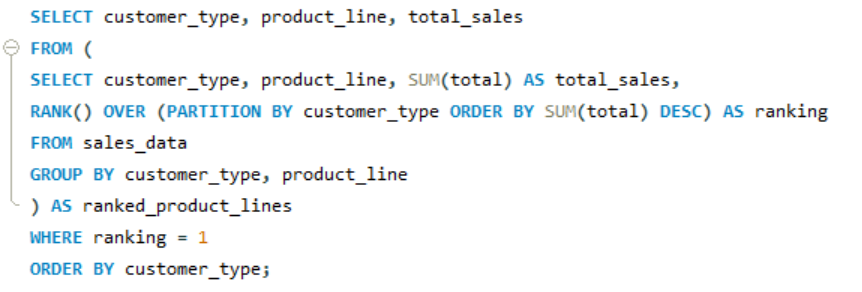 SELECT customer_type, product_line, total_sales
FROM (
SELECT customer_type, product_line, SUM(total) AS total_sales,
RANK() OVER (PARTITION BY customer_type ORDER BY SUM(total) DESC) AS ranking
FROM sales_data
GROUP BY customer_type, product_line
) AS ranked_product_lines
WHERE ranking = 1
ORDER BY customer_type;